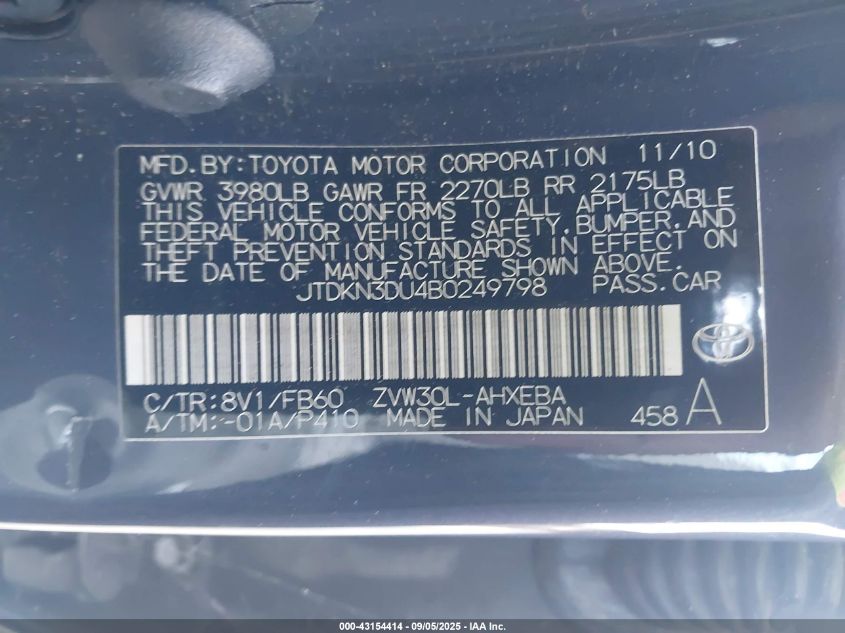 MFD.BY:TOYOTA MOTOR CORPORATION 11/10
GVWR 3980LB GAWR FR 2270LB RR 2175LB
THIS VEHICLE CONFORMS TO ALL APPLICABLE
FEDERAL MOTOR VEHICLE SAFETY,BUMPER,AND
THEFT PREVENTION STANDARDS IN EFFECT ON
THE DATE OF MANUFACTURE SHOWN ABOVE.
JTDKN3DU4B0249798 PASS.CAR
C/TR:8V1/FB60 ZVW30L-AHXEBA
A/TM:-01A/P410 MADE IN JAPAN 458 A
000-43154414 - 09/05/2025 - IAA Inc.